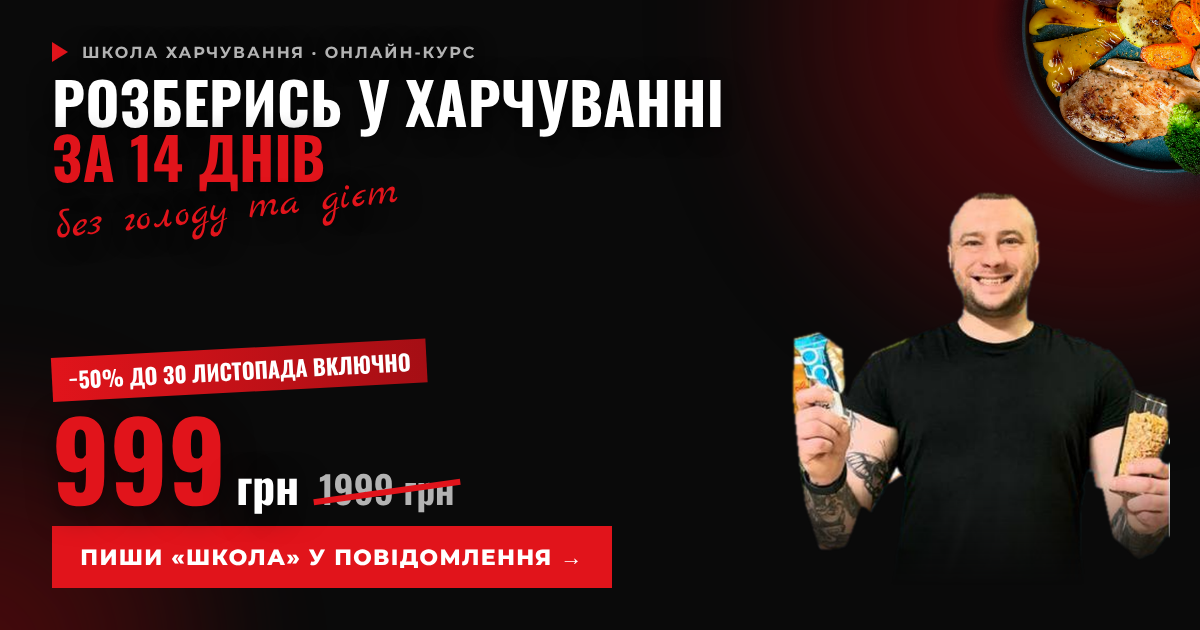 ШКОЛА ХАРЧУВАННЯ · ОНЛАЙН-КУРС
РОЗБЕРИСЬ У ХАРЧУВАННІ
ЗА 14 ДНІВ
без голоду та дієт
-50% ДО 30 ЛИСТОПАДА ВКЛЮЧНО
999 грн 1999 грн
ПИШИ «ШКОЛА» У ПОВІДОМЛЕННЯ →